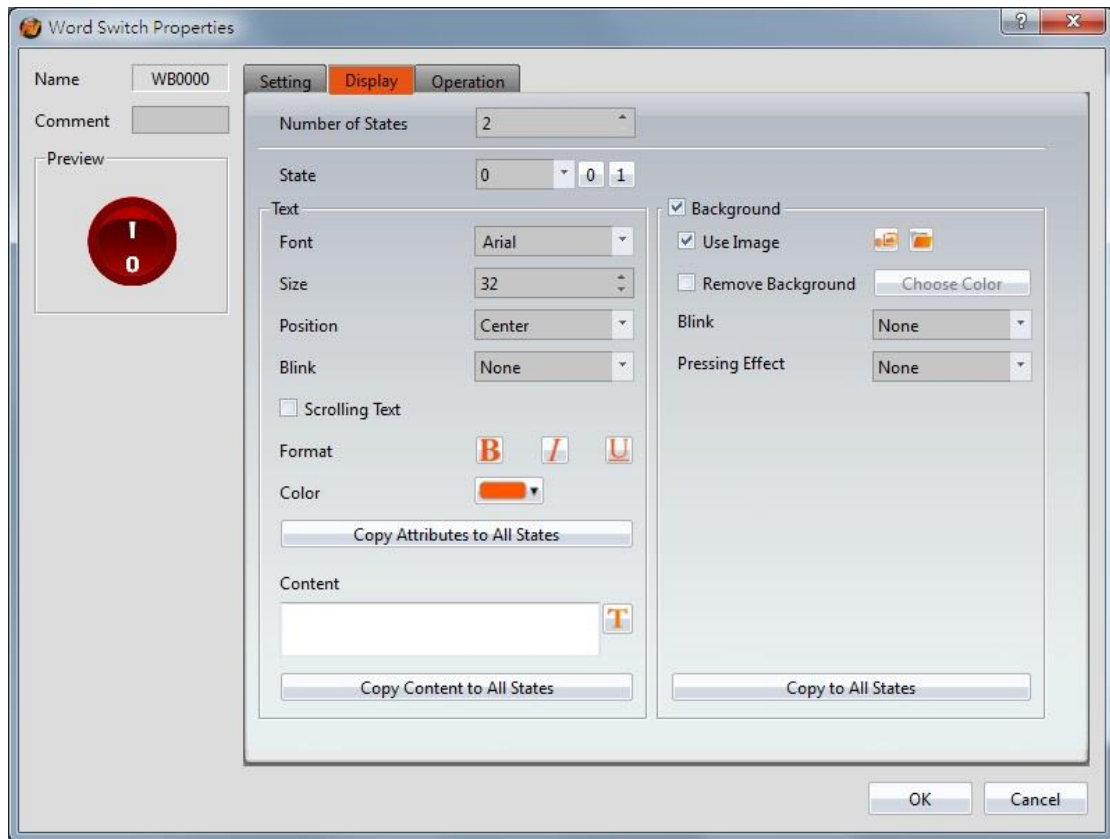 Word Switch Properties
Name WB0000
Comment
Preview
I
0
Setting Display Operation
Number of States 2
State 0 0 1
Text
Font Arial
Size 32
Position Center
Blink None
Scrolling Text
Format B I U
Color
Copy Attributes to All States
Content
T
Copy Content to All States
Background
Use Image
Remove Background Choose Color
Blink None
Pressing Effect None
Copy to All States
OK Cancel